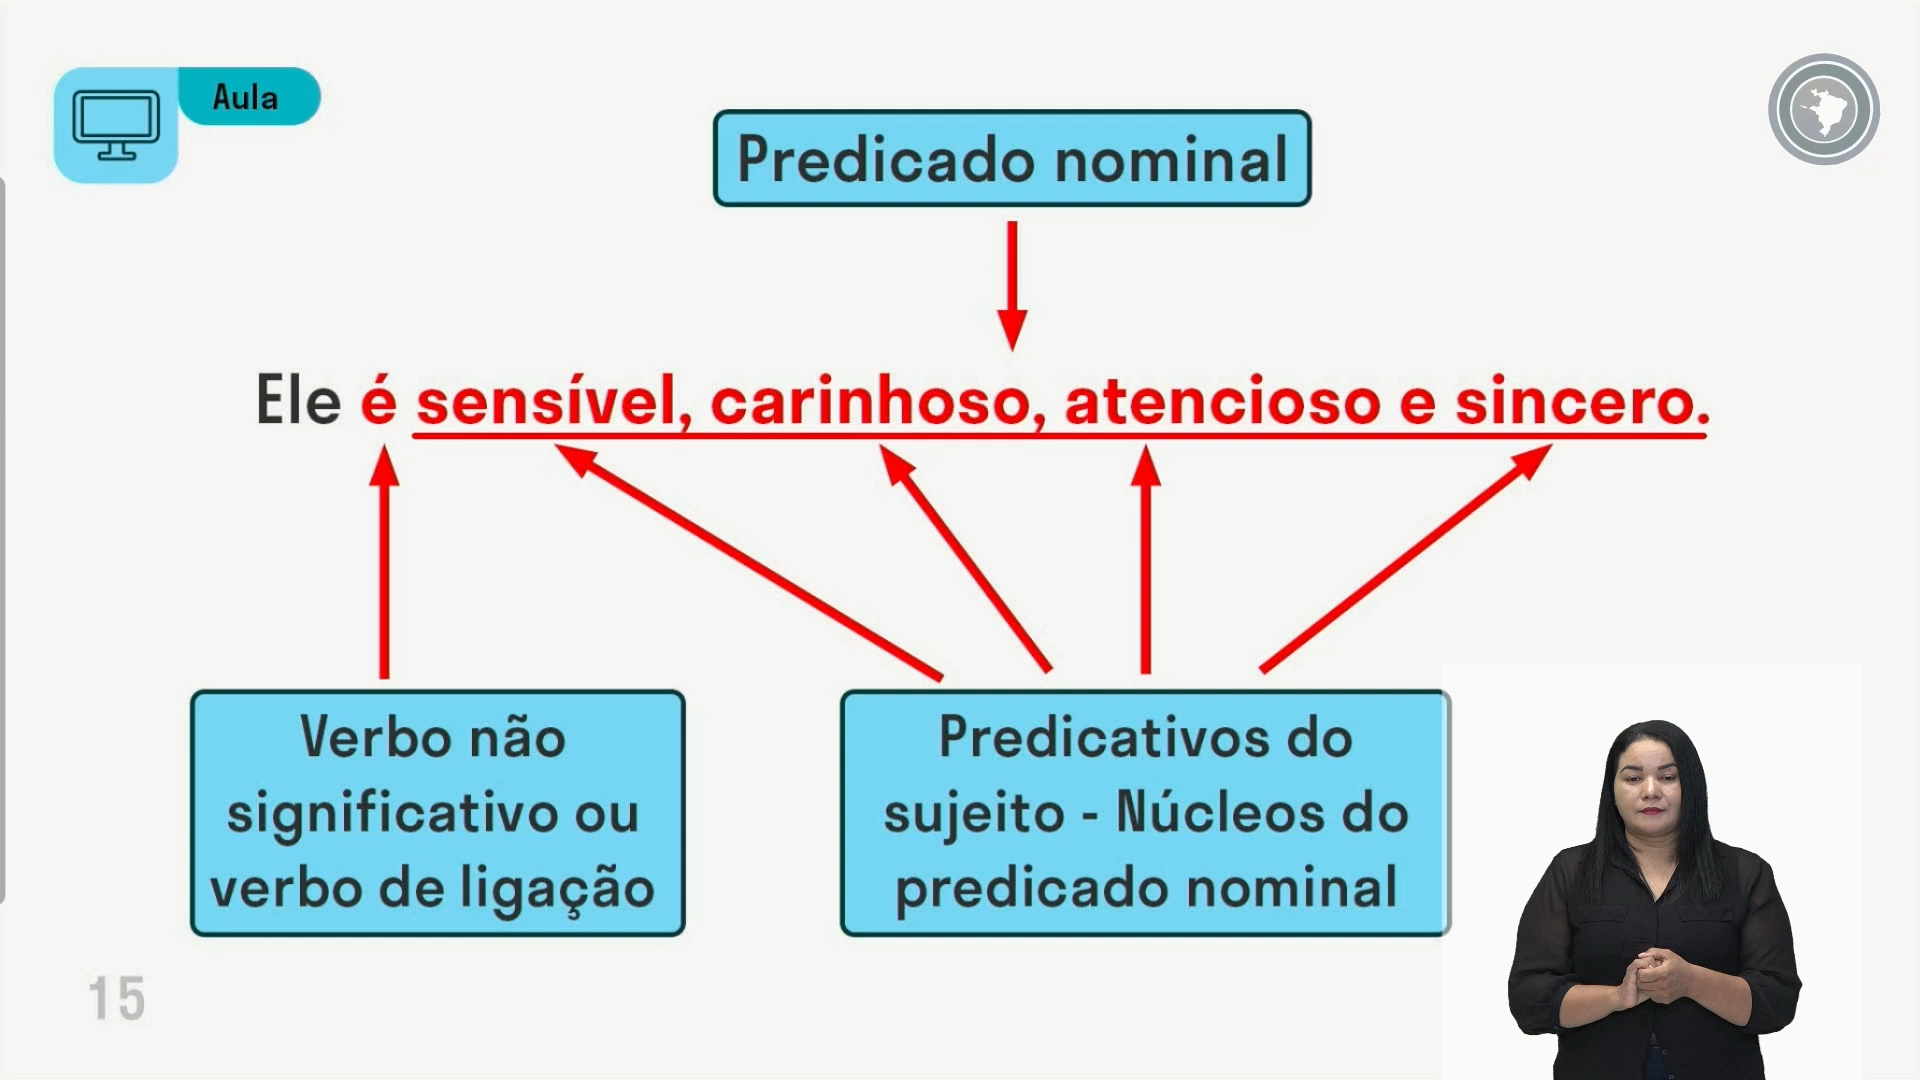 Aula
Predicado nominal
Ele é sensível, carinhoso, atencioso e sincero.
Verbo não
significativo ou
verbo de ligação
Predicativos do
sujeito - Núcleos do
predicado nominal
15